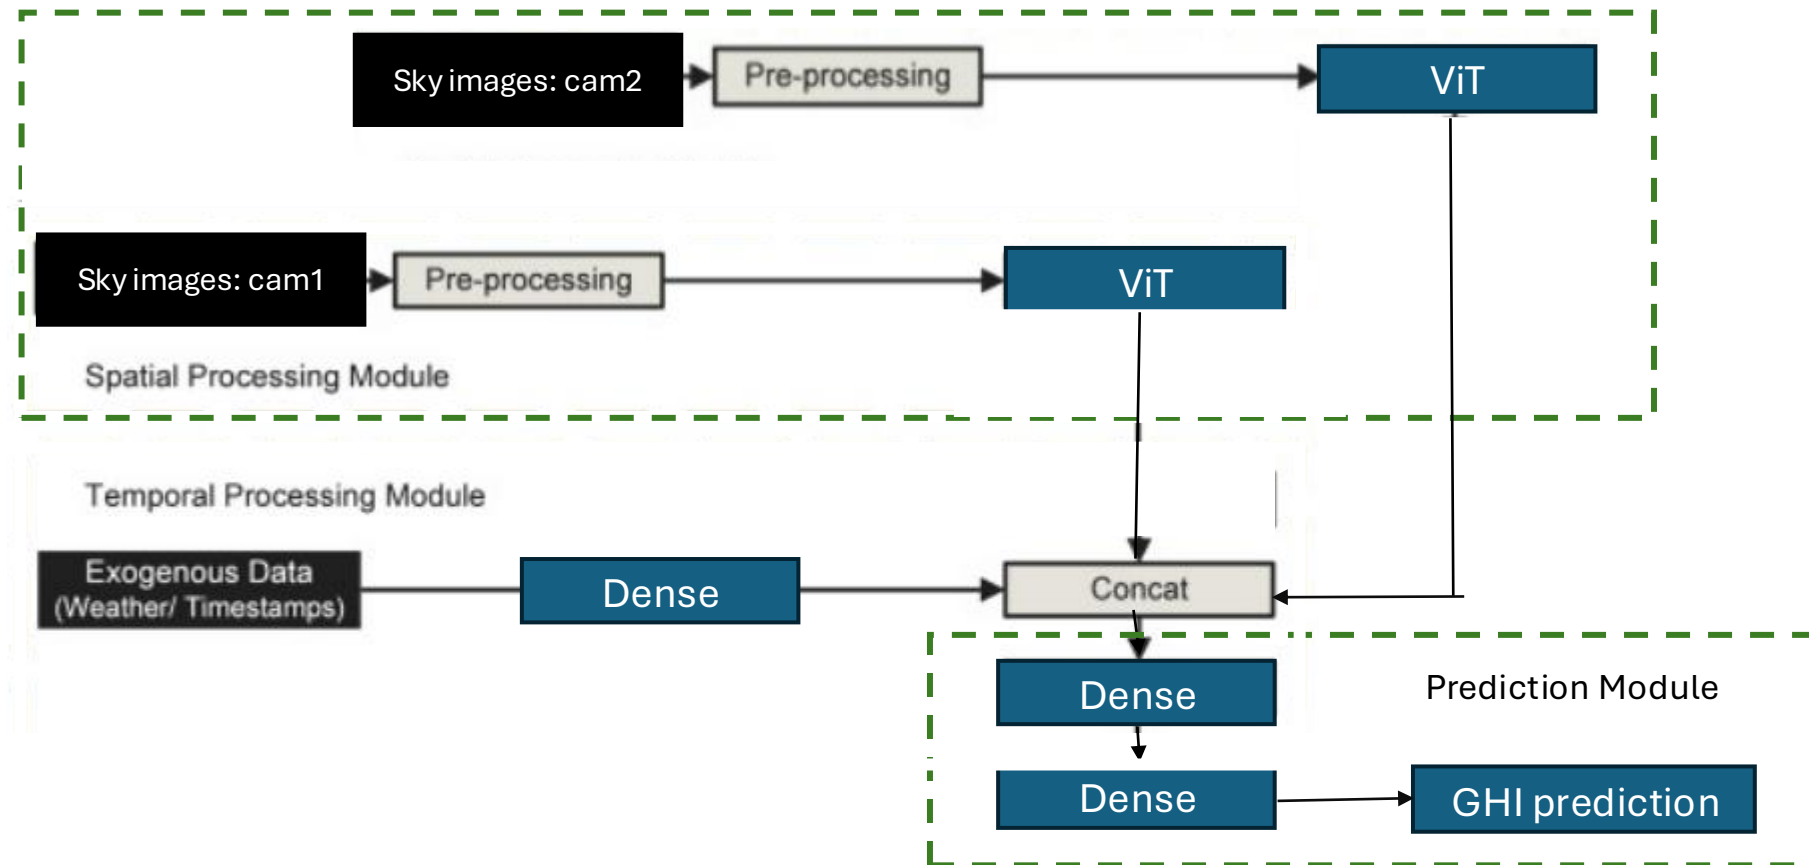 Sky images: cam2
Pre-processing
ViT
Sky images: cam1
Pre-processing
ViT
Spatial Processing Module
Temporal Processing Module
Exogenous Data
(Weather/ Timestamps)
Dense
Concat
Dense
Prediction Module
Dense
GHI prediction